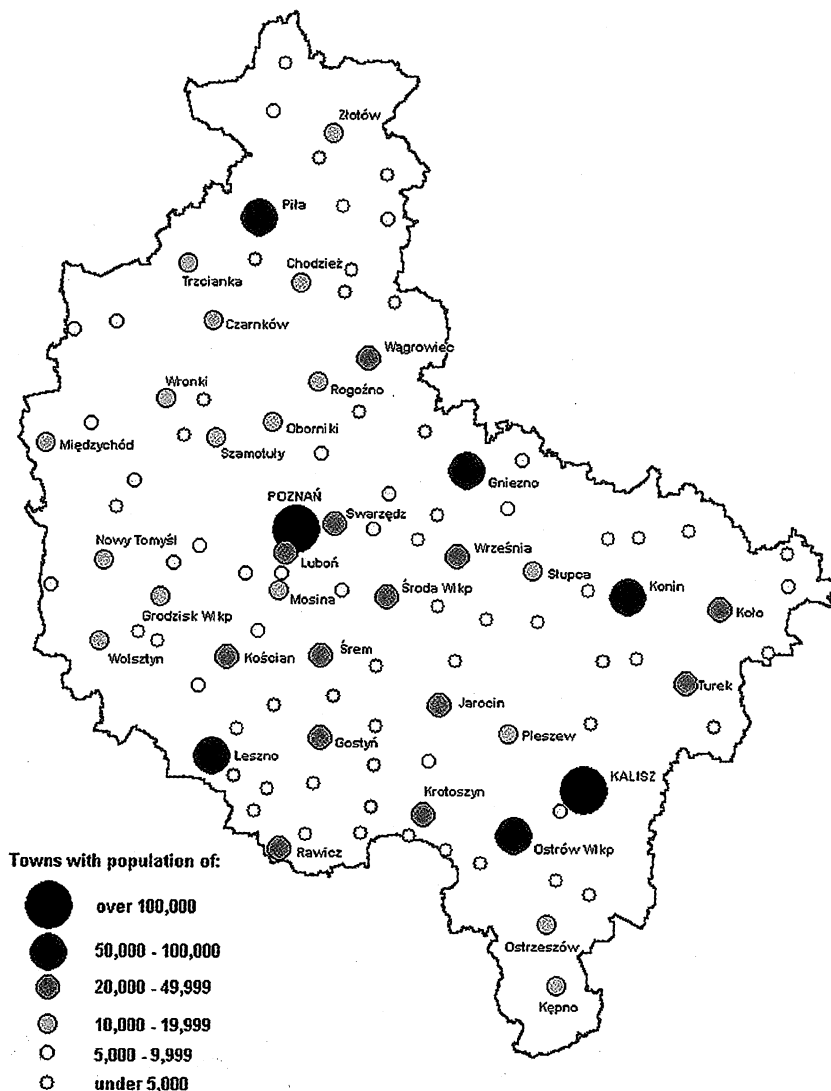 Złotów
Piła
Trzcianka
Chodzież
Czarnków
Wągrowiec
Wronki
Rogoźno
Oborniki
Międzychód
Szamotuły
Gniezno
POZNAŃ
Swarzędz
Nowy Tomyśl
Luboń
Września
Słupca
Konin
Mosina
Środa Wlkp
Grodzisk Wlkp
Koło
Wolsztyn
Kościan
Śrem
Turek
Jarocin
Gostyń
Pleszew
Leszno
KALISZ
Krotoszyn
Rawicz
Ostrów Wlkp
Towns with population of:
over 100,000
50,000 - 100,000
Ostrzeszów
20,000 - 49,999
Kępno
10,000 - 19,999
5,000 - 9,999
under 5,000